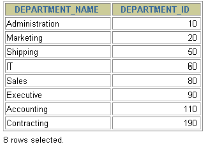 DEPARTMENT_NAME DEPARTMENT_ID
Administration 10
Marketing 20
Shipping 50
IT 60
Sales 80
Executive 90
Accounting 110
Contracting 190
8 rows selected.